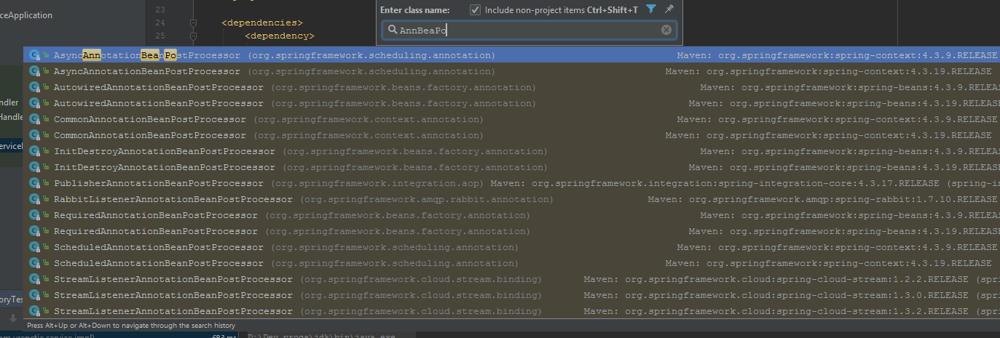 23
Enter class name: Include non-project items Ctrl+Shift+T
ceApplication
24 <dependencies>
AnnBeaPo
25 <dependency>
AsyncAnnotationBeanPostProcessor (org.springframework.scheduling.annotation) Maven: org.springframework:spring-context:4.3.9.RELEASE
AsyncAnnotationBeanPostProcessor (org.springframework.scheduling.annotation) Maven: org.springframework:spring-context:4.3.19.RELEASE
AutowiredAnnotationBeanPostProcessor (org.springframework.beans.factory.annotation) Maven: org.springframework:spring-beans:4.3.9.RELEASE
ndler
AutowiredAnnotationBeanPostProcessor (org.springframework.beans.factory.annotation) Maven: org.springframework:spring-beans:4.3.19.RELEAS
Handle
CommonAnnotationBeanPostProcessor (org.springframework.context.annotation) Maven: org.springframework:spring-context:4.3.9.RELEASE
CommonAnnotationBeanPostProcessor (org.springframework.context.annotation) Maven: org.springframework:spring-context:4.3.19.RELEASE
ervice
InitDestroyAnnotationBeanPostProcessor (org.springframework.beans.factory.annotation) Maven: org.springframework:spring-beans:4.3.9.RELEASE
InitDestroyAnnotationBeanPostProcessor (org.springframework.beans.factory.annotation) Maven: org.springframework:spring-beans:4.3.19.RELEAS
PublisherAnnotationBeanPostProcessor (org.springframework.integration.aop) Maven: org.springframework.integration:spring-integration-core:4.3.17.RELEASE (spring-in
RabbitListenerAnnotationBeanPostProcessor (org.springframework.amqp.rabbit.annotation) Maven: org.springframework.amqp:spring-rabbit:1.7.10.RELEASE
RequiredAnnotationBeanPostProcessor (org.springframework.beans.factory.annotation) Maven: org.springframework:spring-beans:4.3.9.RELEASE
RequiredAnnotationBeanPostProcessor (org.springframework.beans.factory.annotation) Maven: org.springframework:spring-beans:4.3.19.RELEAS
ScheduledAnnotationBeanPostProcessor (org.springframework.scheduling.annotation) Maven: org.springframework:spring-context:4.3.9.RELEASE
ScheduledAnnotationBeanPostProcessor (org.springframework.scheduling.annotation) Maven: org.springframework:spring-context:4.3.19.RELEASE
StreamListenerAnnotationBeanPostProcessor (org.springframework.cloud.stream.binding) Maven: org.springframework.cloud:spring-cloud-stream:1.2.2.RELEASE (spri
StreamListenerAnnotationBeanPostProcessor (org.springframework.cloud.stream.binding) Maven: org.springframework.cloud:spring-cloud-stream:1.3.0.RELEASE (spri
oryTes
StreamListenerAnnotationBeanPostProcessor (org.springframework.cloud.stream.binding) Maven: org.springframework.cloud:spring-cloud-stream:1.3.2.RELEASE (spri
Press Alt+Up or Alt+Down to navigate through the search history
683 ms D:\Dev_progs\jdk\bin\java.exe